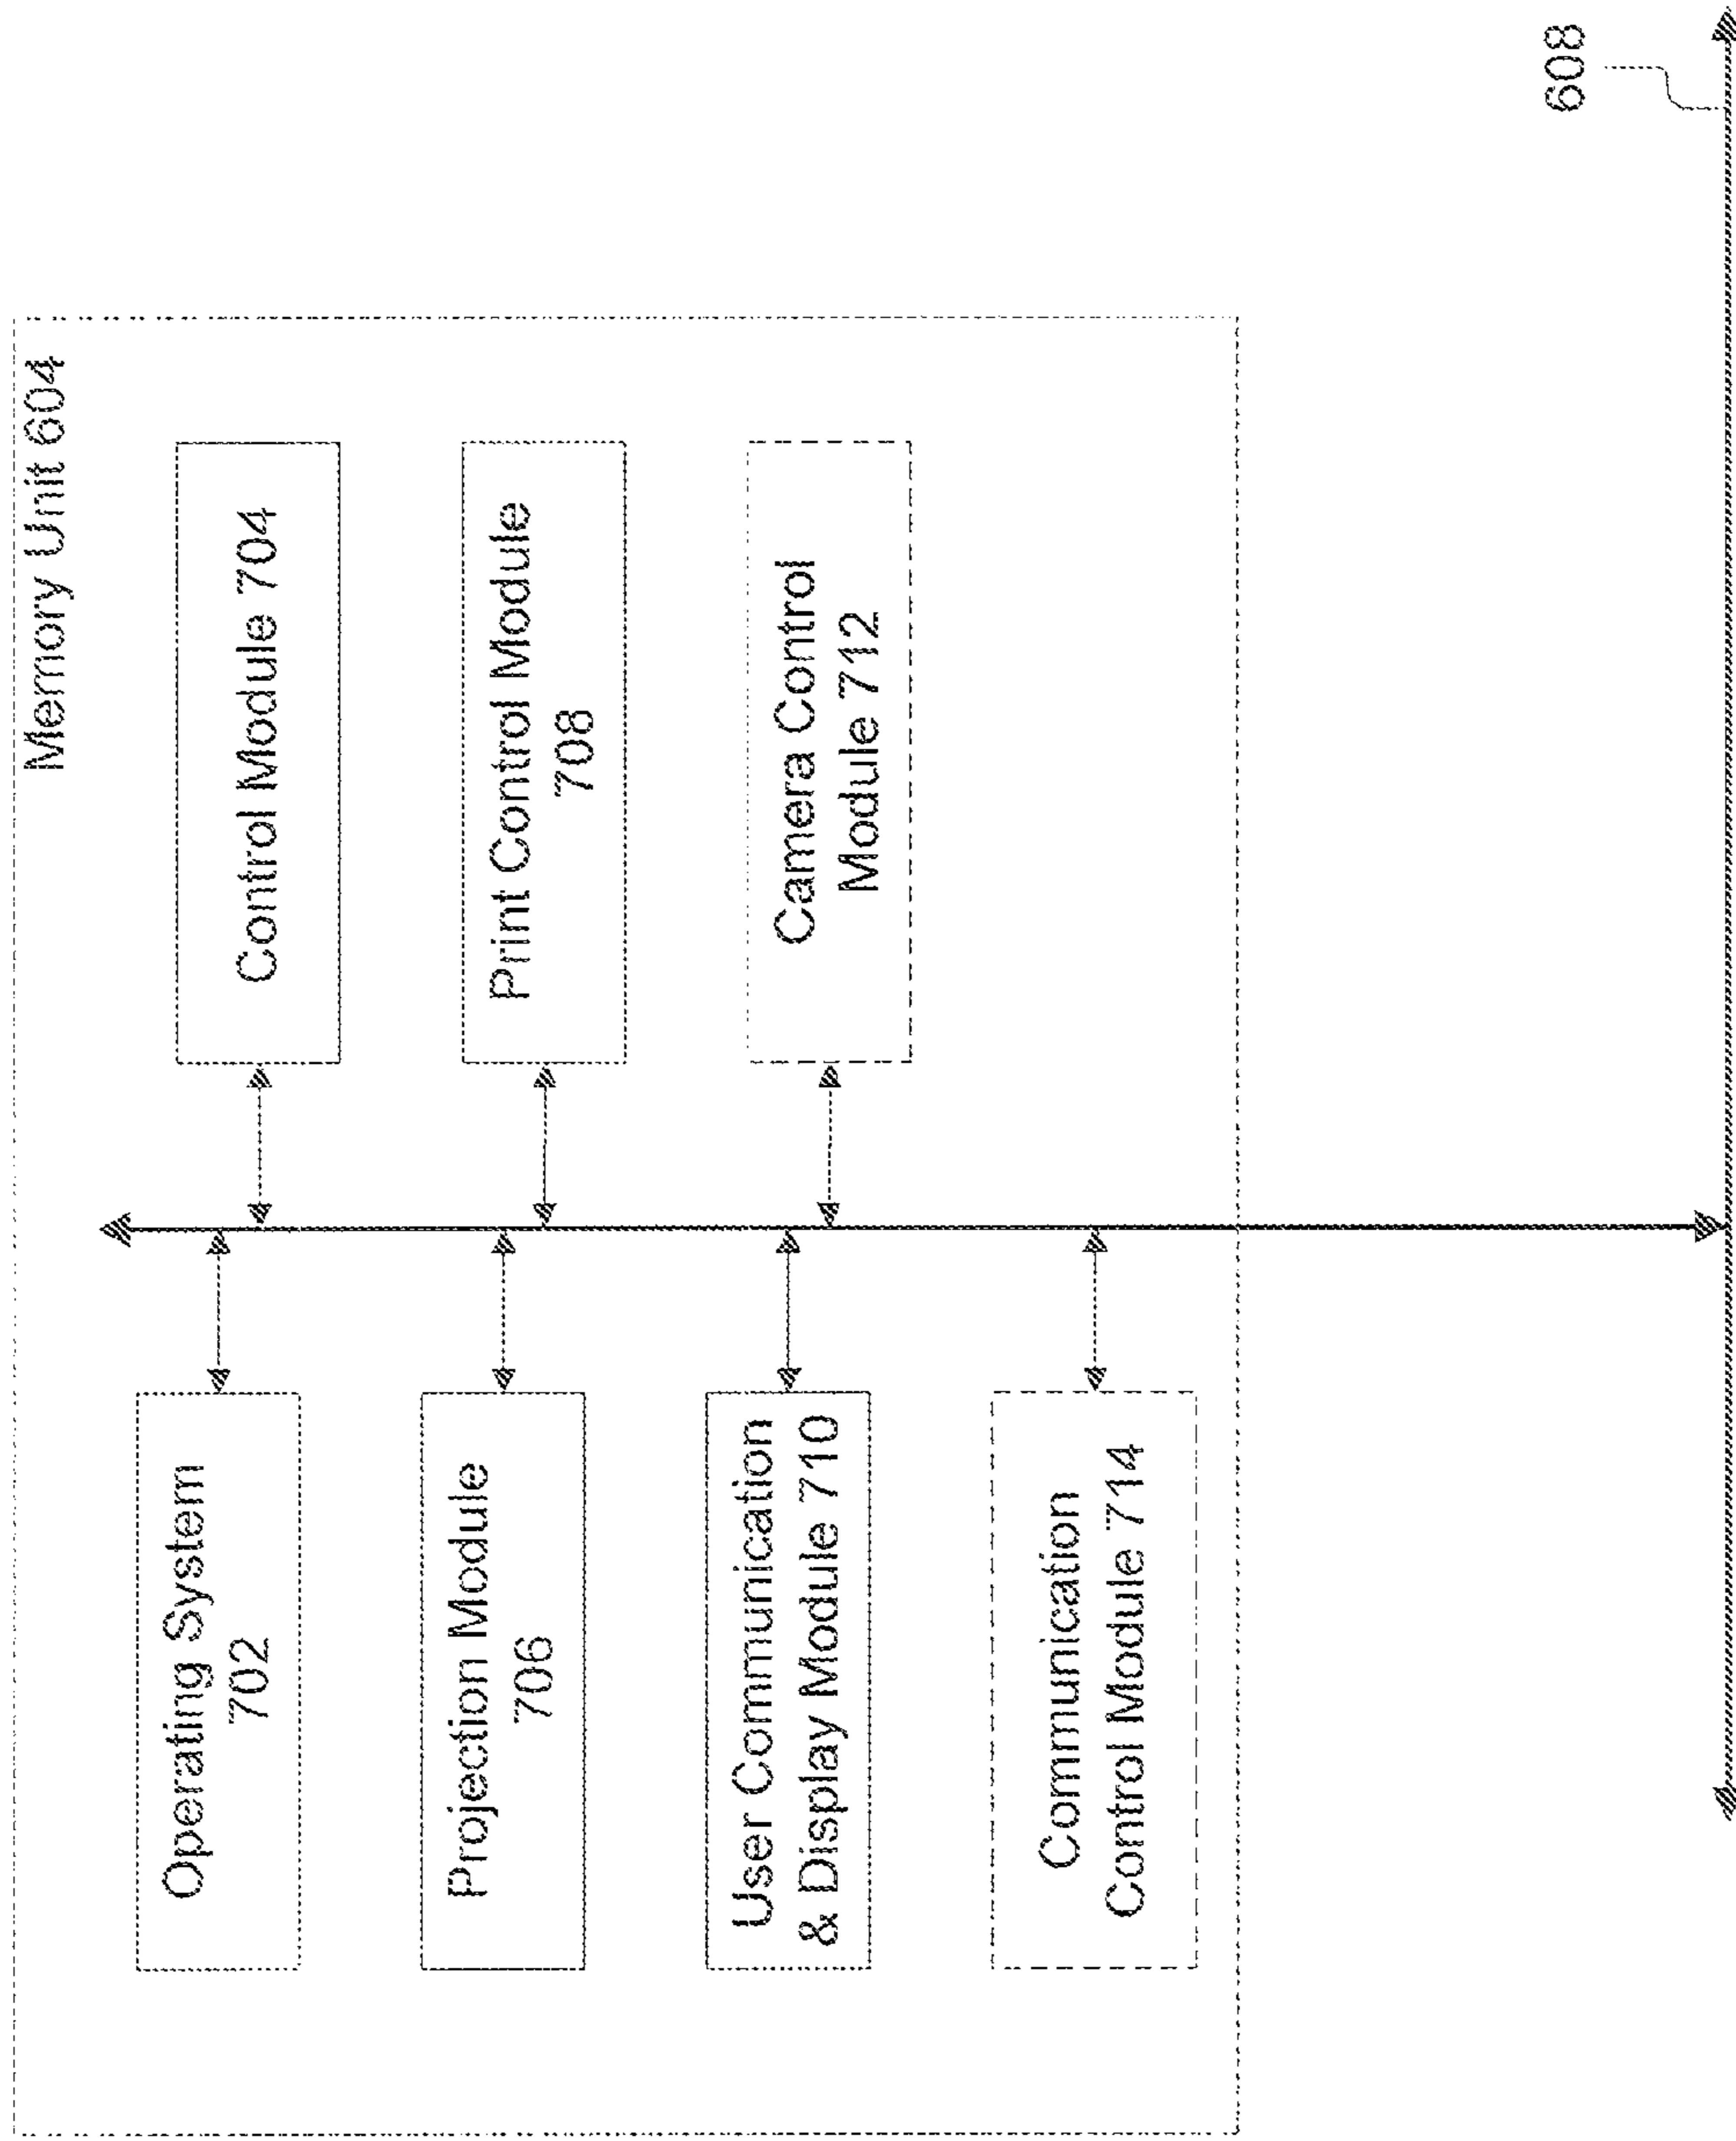 Memory Unit 604
Operating System
702
Control Module 704
Projection Module
706
Print Control Module
708
User Communication
& Display Module 710
Camera Control
Module 712
Communication
Control Module 714
608